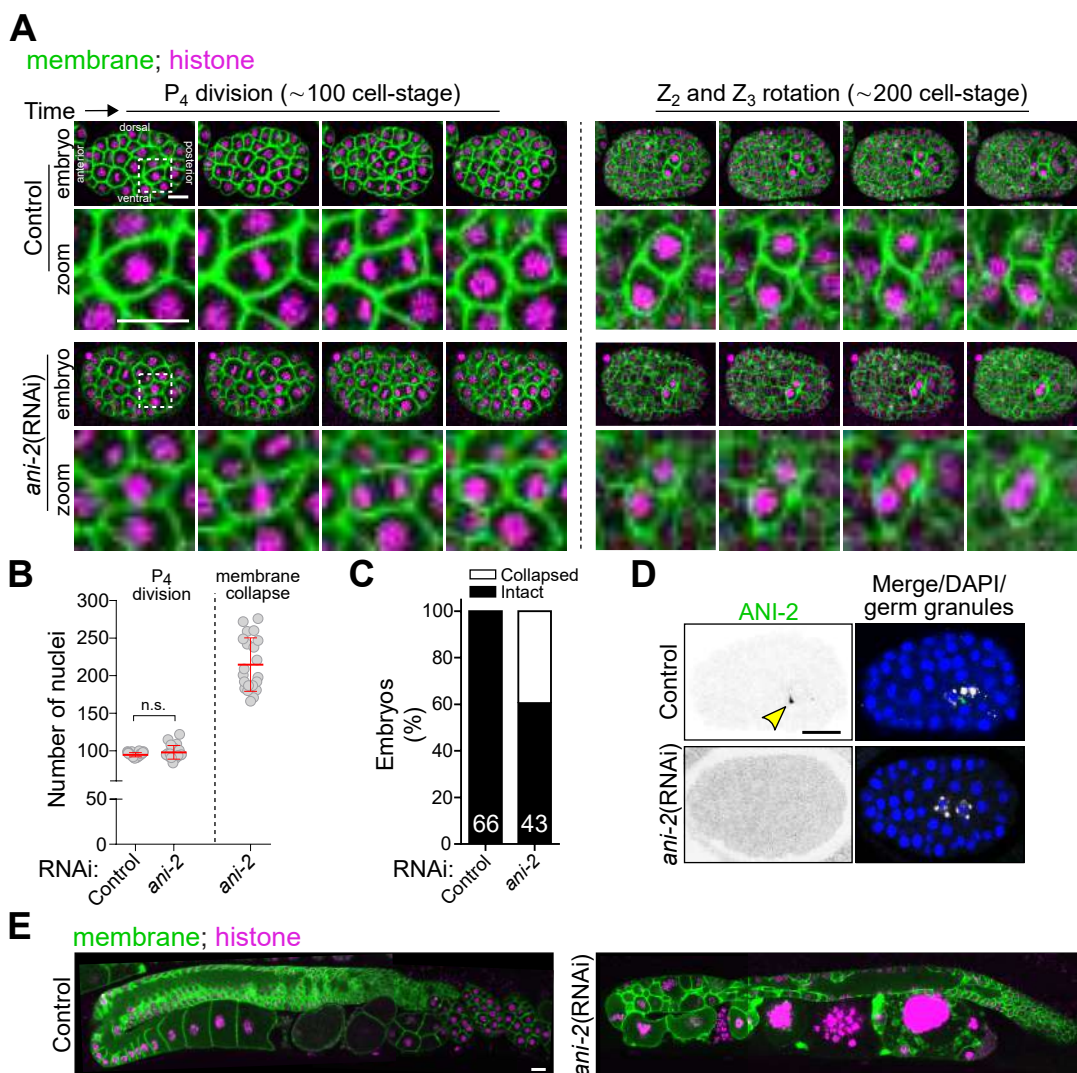 A
membrane; histone
Time
P4 division (~100 cell-stage)
Z2 and Z3 rotation (~200 cell-stage)
Control
embryo
dorsal
anterior
posterior
ventral
zoom
ani-2(RNAi)
embryo
zoom
B
P4 division
membrane collapse
Number of nuclei
300
250
200
150
100
50
0
n.s.
RNAi:
Control
ani-2
ani-2
C
Collapsed
Intact
Embryos (%)
100
80
60
40
20
0
66
43
RNAi:
Control
ani-2
D
ANI-2
Merge/DAPI/
germ granules
Control
ani-2(RNAi)
E
membrane; histone
Control
ani-2(RNAi)